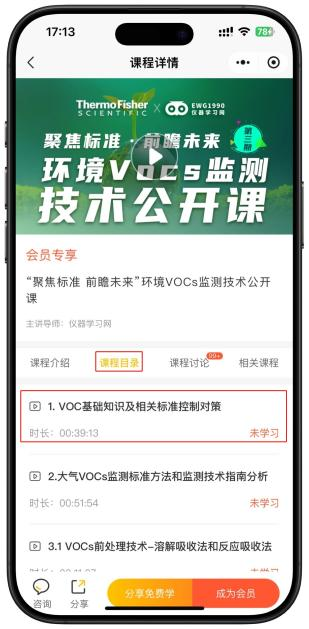 17:13
78
课程详情
ThermoFisher
SCIENTIFIC
X
EWG1990
仪器学习网
聚焦标准 前瞻未来
第三期
环境VOCs监测
技术公开课
会员专享
“聚焦标准 前瞻未来”环境VOCs监测技术公开
课
主讲导师：仪器学习网
课程介绍
课程目录
课程讨论
99+
相关课程
1. VOC基础知识及相关标准控制对策
时长：00:39:13
未学习
2.大气VOCs监测标准方法和监测技术指南分析
时长：00:51:54
未学习
3.1 VOCs前处理技术-溶解吸收法和反应吸收法
咨询
分享
分享免费学
成为会员